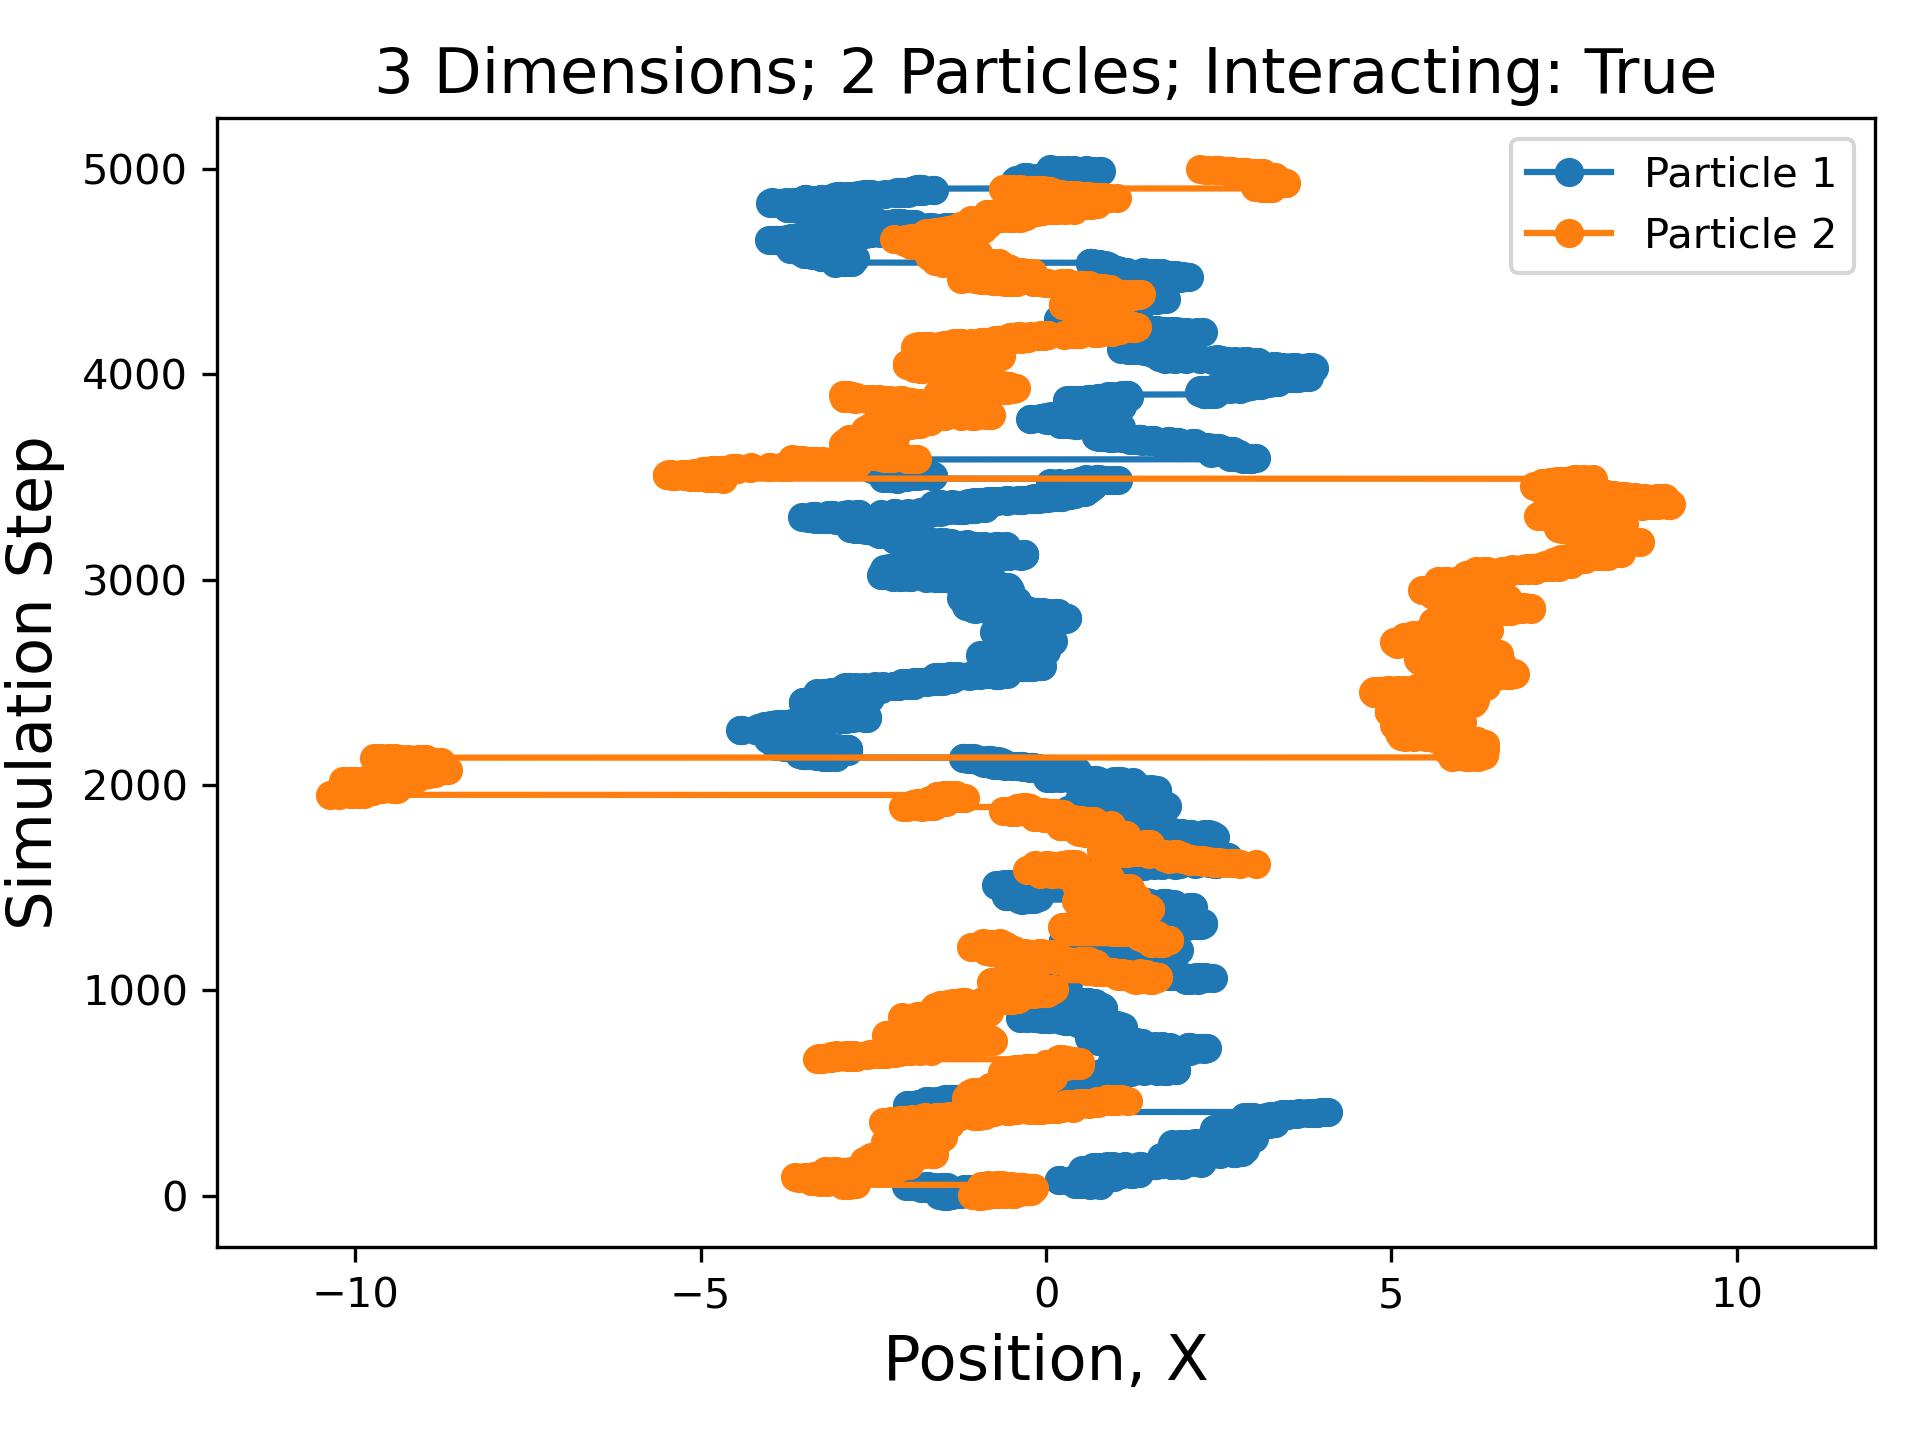 3 Dimensions; 2 Particles; Interacting: True
Particle 1
Particle 2
5000
4000
3000
2000
1000
0
Simulation Step
−10
−5
0
5
10
Position, X